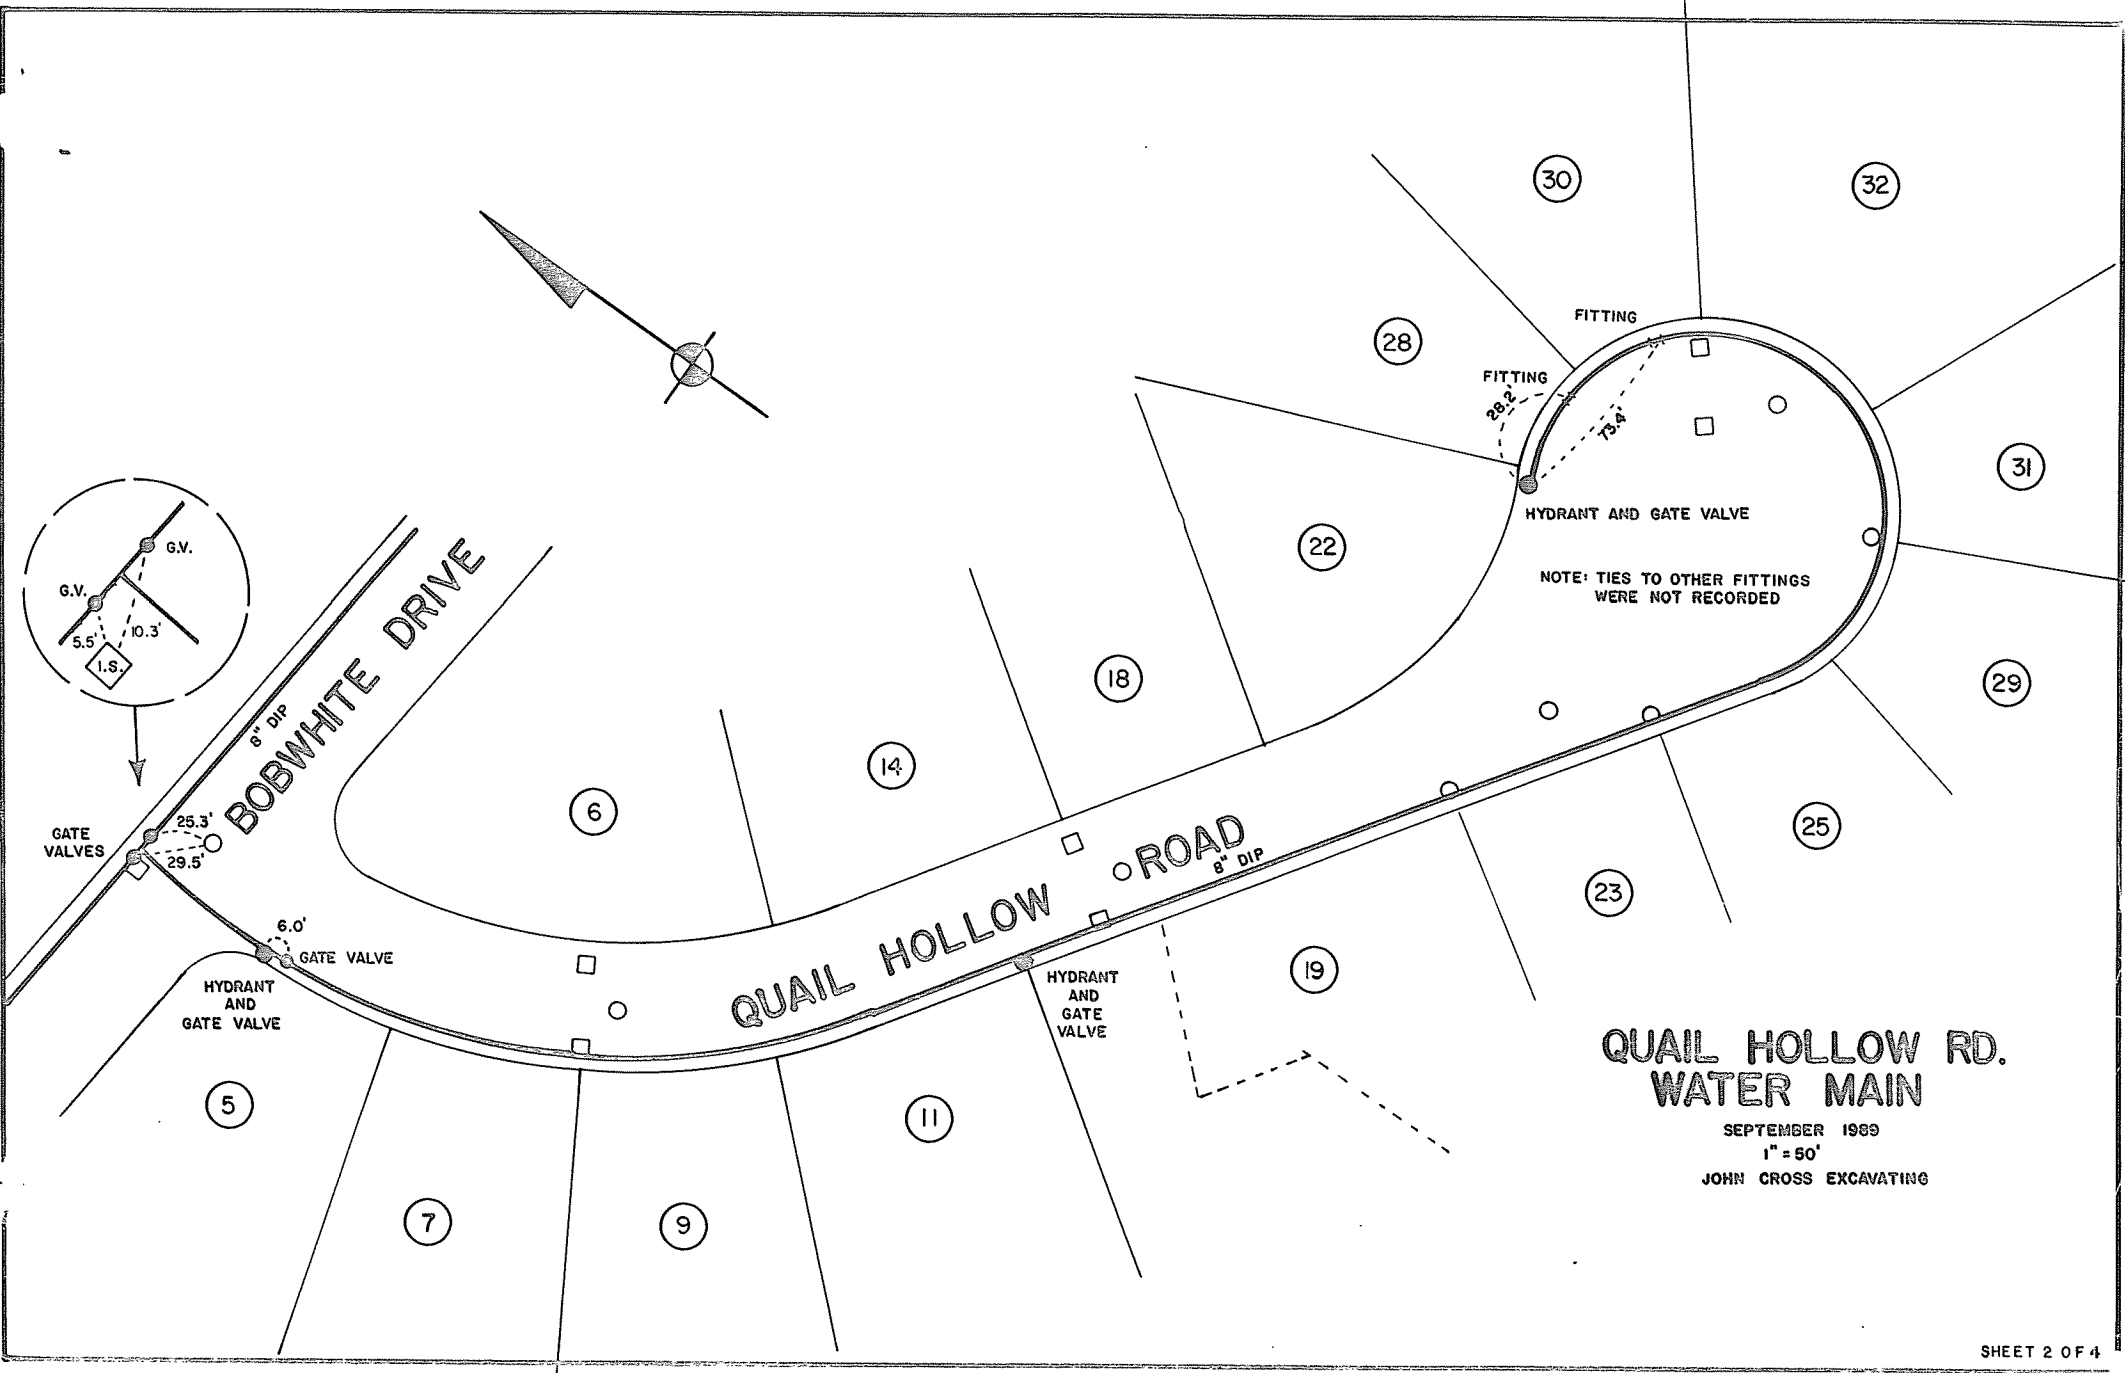 30
32
FITTING
28
FITTING
28.2'
73.4'
31
HYDRANT AND GATE VALVE
22
G.V.
G.V.
NOTE: TIES TO OTHER FITTINGS
WERE NOT RECORDED
5.5'
10.3'
I.S.
BOBWHITE DRIVE
8" DIP
18
29
14
6
25.3'
GATE
VALVES
29.5'
25
QUAIL HOLLOW ROAD
8" DIP
23
6.0'
GATE VALVE
19
HYDRANT
AND
GATE VALVE
HYDRANT
AND
GATE
VALVE
QUAIL HOLLOW RD.
WATER MAIN
SEPTEMBER 1989
1" = 50'
JOHN CROSS EXCAVATING
5
11
7
9
SHEET 2 OF 4